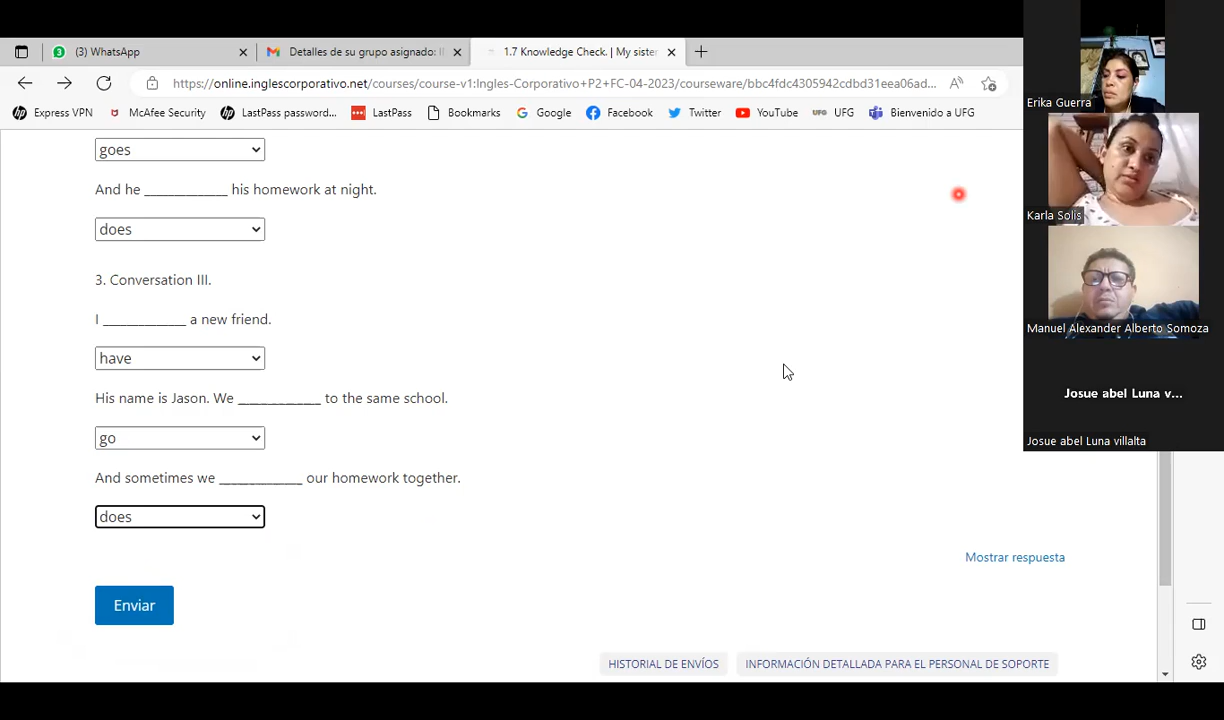 (3) WhatsApp
Detalles de su grupo asignado: I
1.7 Knowledge Check. | My sister
https://online.inglescorporativo.net/courses/course-v1:Ingles-Corporativo+P2+FC-04-2023/courseware/bbc4fdc4305942cdbd31eea06ad...
Express VPN
McAfee Security
LastPass password...
LastPass
Bookmarks
Google
Facebook
Twitter
YouTube
UFG
Bienvenido a UFG
goes
And he ____________ his homework at night.
does
3. Conversation III.
I ____________ a new friend.
have
His name is Jason. We ____________ to the same school.
go
And sometimes we ____________ our homework together.
does
Mostrar respuesta
Enviar
HISTORIAL DE ENVÍOS
INFORMACIÓN DETALLADA PARA EL PERSONAL DE SOPORTE
Erika Guerra
Karla Solis
Manuel Alexander Alberto Somoza
Josue abel Luna v...
Josue abel Luna villalta